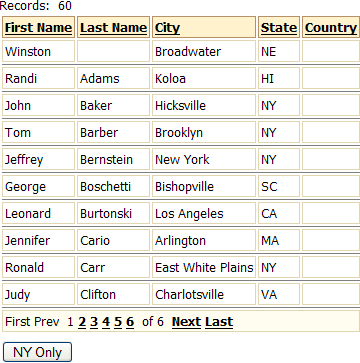 Records: 60
First Name Last Name City State Country
Winston Broadwater NE
Randi Adams Koloa HI
John Baker Hicksville NY
Tom Barber Brooklyn NY
Jeffrey Bernstein New York NY
George Boschetti Bishopville SC
Leonard Burtonski Los Angeles CA
Jennifer Cario Arlington MA
Ronald Carr East White Plains NY
Judy Clifton Charlotsville VA
First Prev 1 2 3 4 5 6 of 6 Next Last
NY Only